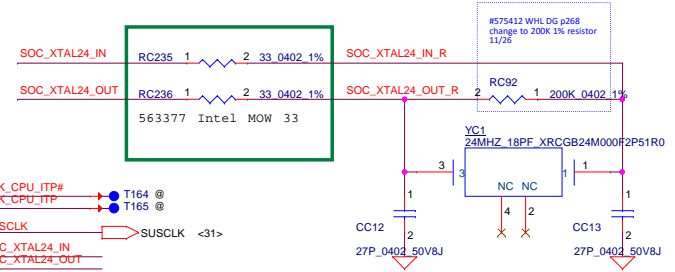 #575412 WHL DG p268
change to 200K 1% resistor
11/26
SOC_XTAL24_IN
RC235 1 2 33_0402_1%
SOC_XTAL24_IN_R
RC92
SOC_XTAL24_OUT
RC236 1 2 33_0402_1%
SOC_XTAL24_OUT_R
2 1 200K_0402_1%
563377 Intel MOW 33
YC1
24MHZ_18PF_XRCGB24M000F2P51R0
3 3 1 1
NC NC
4 2
K_CPU_ITP#
T164 @
K_CPU_ITP
T165 @
1 1
SCLK
SUSCLK <31>
CC12 2
CC13 2
C_XTAL24_IN
C_XTAL24_OUT
27P_0402_50V8J
27P_0402_50V8J